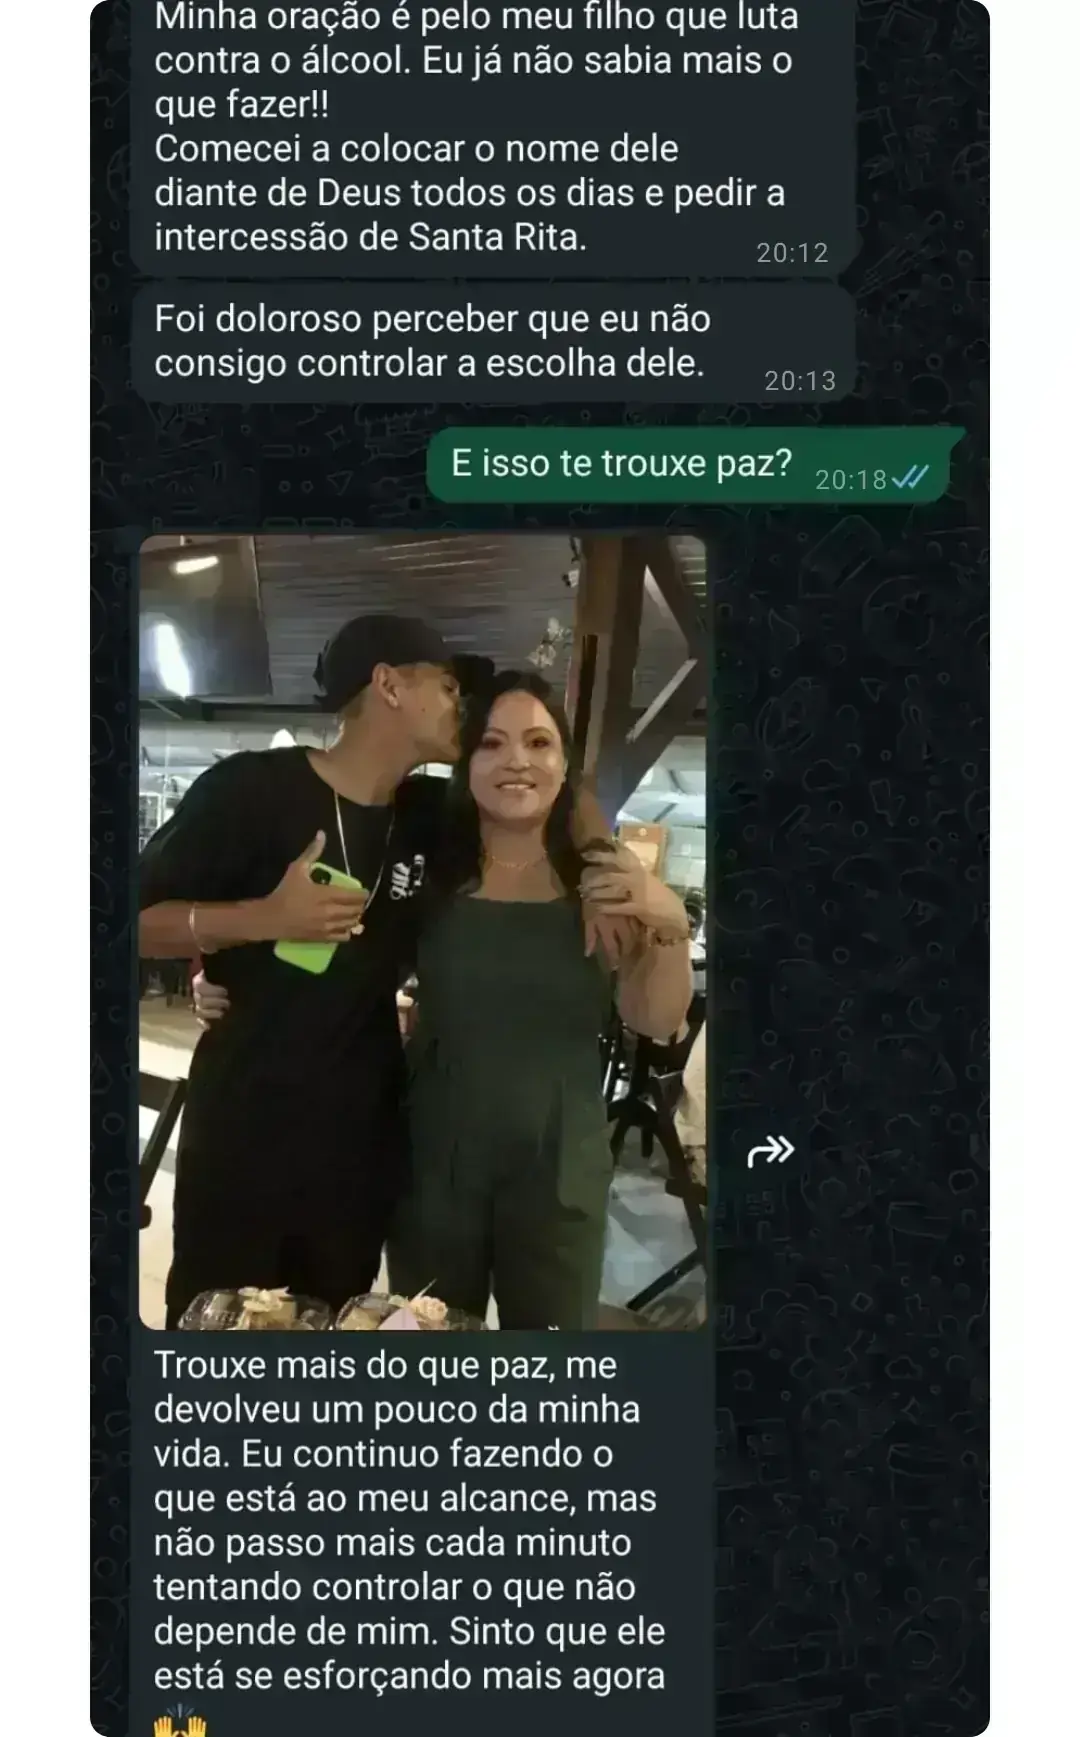 Minha oração é pelo meu filho que luta
contra o álcool. Eu já não sabia mais o
que fazer!!
Comecei a colocar o nome dele
diante de Deus todos os dias e pedir a
intercessão de Santa Rita.
20:12
Foi doloroso perceber que eu não
consigo controlar a escolha dele.
20:13
E isso te trouxe paz?
20:18
Trouxe mais do que paz, me
devolveu um pouco da minha
vida. Eu continuo fazendo o
que está ao meu alcance, mas
não passo mais cada minuto
tentando controlar o que não
depende de mim. Sinto que ele
está se esforçando mais agora
🙌